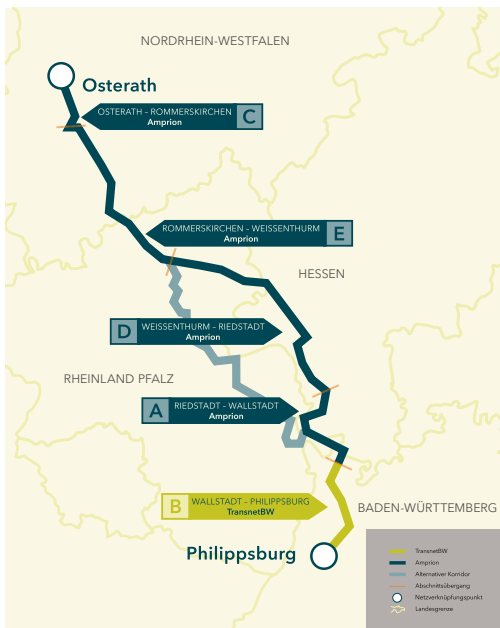 NORDRHEIN-WESTFALEN
Osterath
OSTERATH – ROMMERSKIRCHEN
Amprion
C
ROMMERSKIRCHEN – WEISSENTHURM
Amprion
E
HESSEN
D
WEISSENTHURM – RIEDSTADT
Amprion
RHEINLAND PFALZ
A
RIEDSTADT – WALLSTADT
Amprion
B
WALLSTADT – PHILIPPSBURG
TransnetBW
BADEN-WÜRTTEMBERG
Philippsburg
TransnetBW
Amprion
Alternativer Korridor
Abschnittsübergang
Netzverknüpfungspunkt
Landesgrenze